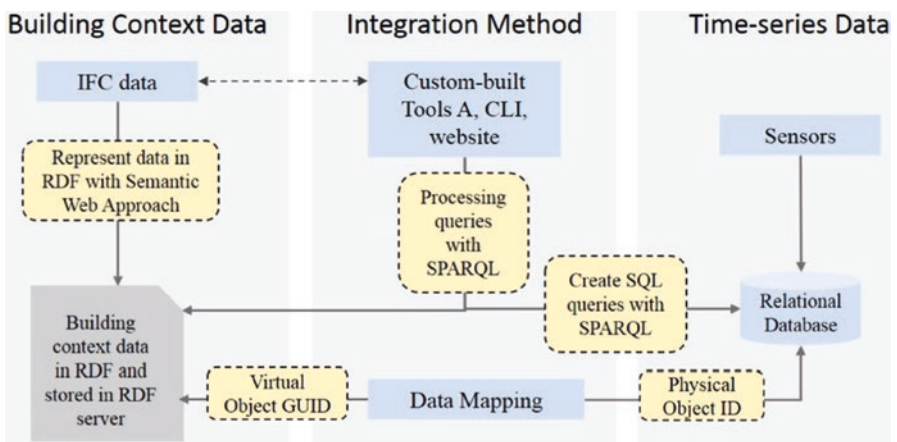 Building Context Data
Integration Method
Time-series Data
IFC data
Custom-built
Tools A, CLI,
website
Sensors
Represent data in
RDF with Semantic
Web Approach
Processing
queries
with
SPARQL
Create SQL
queries with
SPARQL
Relational
Database
Building
context data
in RDF and
stored in RDF
server
Virtual
Object GUID
Data Mapping
Physical
Object ID